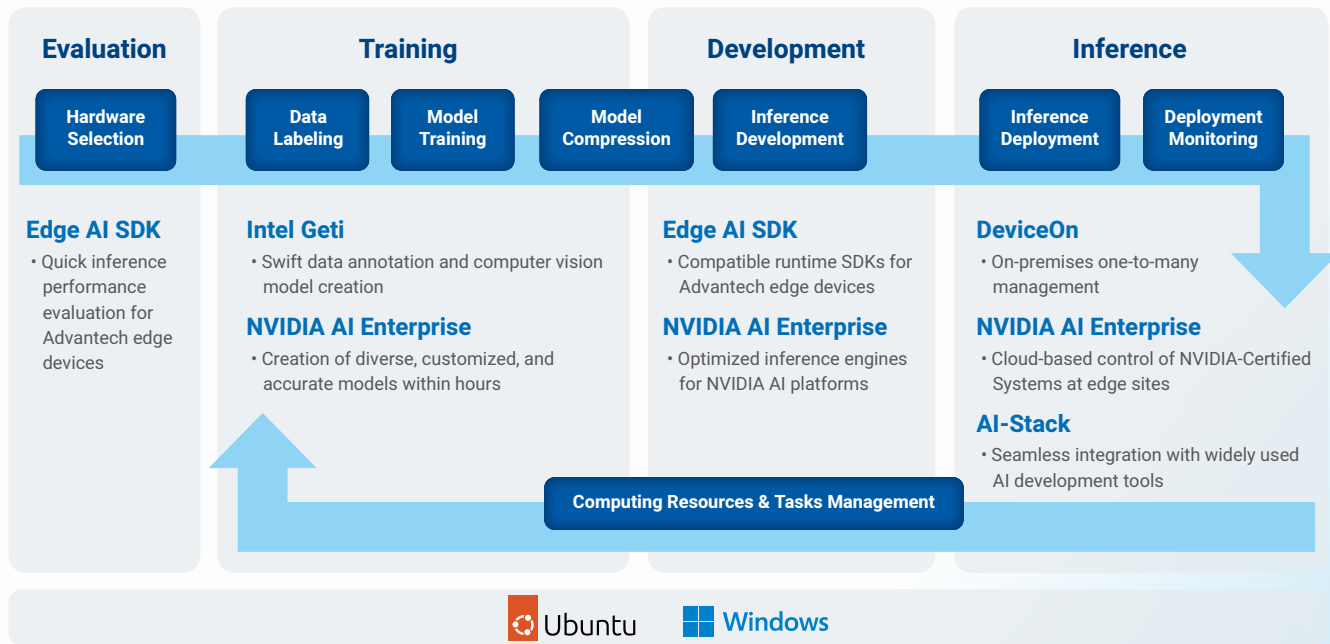 Evaluation
Hardware
Selection
Edge AI SDK
• Quick inference
performance
evaluation for
Advantech edge
devices
Training
Data
Labeling
Model
Training
Model
Compression
Intel Geti
• Swift data annotation and computer vision
model creation
NVIDIA AI Enterprise
• Creation of diverse, customized, and
accurate models within hours
Development
Inference
Development
Edge AI SDK
• Compatible runtime SDKs for
Advantech edge devices
NVIDIA AI Enterprise
• Optimized inference engines
for NVIDIA AI platforms
Inference
Inference
Deployment
Deployment
Monitoring
DeviceOn
• On-premises one-to-many
management
NVIDIA AI Enterprise
• Cloud-based control of NVIDIA-Certified
Systems at edge sites
AI-Stack
• Seamless integration with widely used
AI development tools
Computing Resources & Tasks Management
Ubuntu
Windows